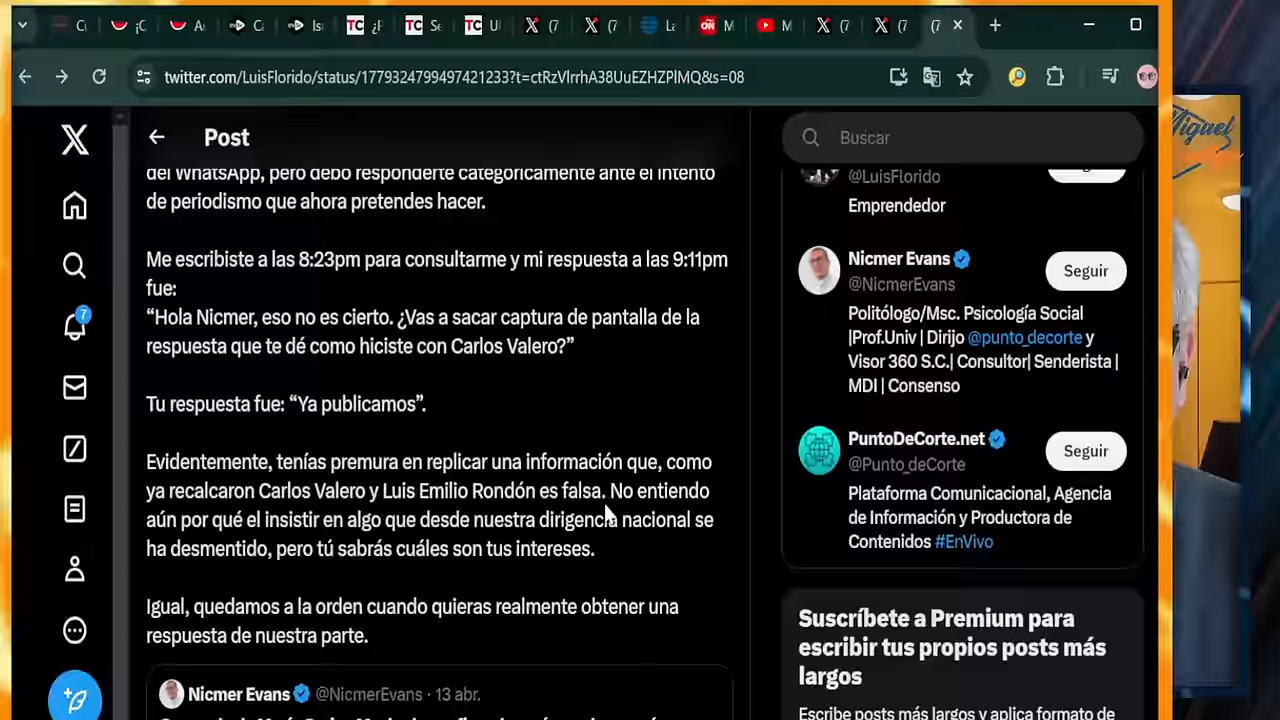 twitter.com/LuisFlorido/status/1779324799497421233?t=ctRzVlrrhA38UuEZHZPlMQ&s=08
Post
del WhatsApp, pero debo responderte categóricamente ante el intento
de periodismo que ahora pretendes hacer.
Me escribiste a las 8:23pm para consultarme y mi respuesta a las 9:11pm
fue:
“Hola Nicmer, eso no es cierto. ¿Vas a sacar captura de pantalla de la
respuesta que te dé como hiciste con Carlos Valero?”
Tu respuesta fue: “Ya publicamos”.
Evidentemente, tenías premura en replicar una información que, como
ya recalcaron Carlos Valero y Luis Emilio Rondón es falsa. No entiendo
aún por qué el insistir en algo que desde nuestra dirigencia nacional se
ha desmentido, pero tú sabrás cuáles son tus intereses.
Igual, quedamos a la orden cuando quieras realmente obtener una
respuesta de nuestra parte.
Nicmer Evans @NicmerEvans · 13 abr.
7
Buscar
@LuisFlorido
Emprendedor
Nicmer Evans
@NicmerEvans
Seguir
Politólogo/Msc. Psicología Social
|Prof.Univ | Dirijo @punto_decorte y
Visor 360 S.C.| Consultor| Senderista |
MDI | Consenso
PuntoDeCorte.net
@Punto_deCorte
Seguir
Plataforma Comunicacional, Agencia
de Información y Productora de
Contenidos #EnVivo
Suscríbete a Premium para
escribir tus propios posts más
largos
Escribe posts más largos y aplica formato de
Miguel